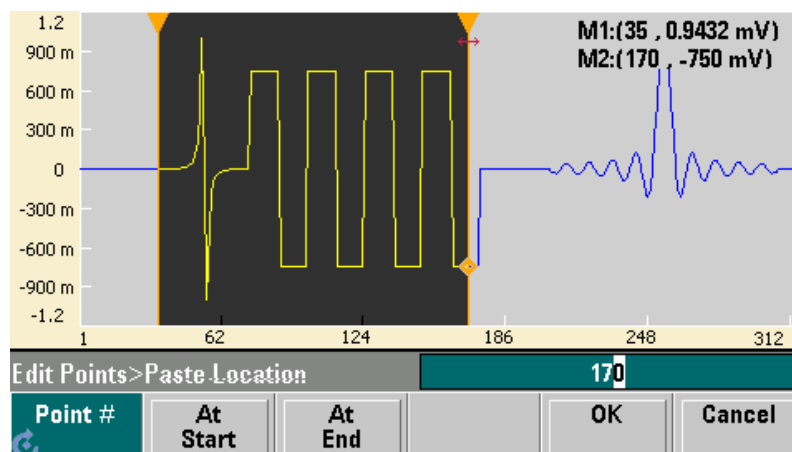 M1:(35 , 0.9432 mV)
M2:(170 , -750 mV)
1.2
900 m
600 m
300 m
0
-300 m
-600 m
-900 m
-1.2
1 62 124 186 248 312
Edit Points>Paste Location 170
Point # At Start At End OK Cancel